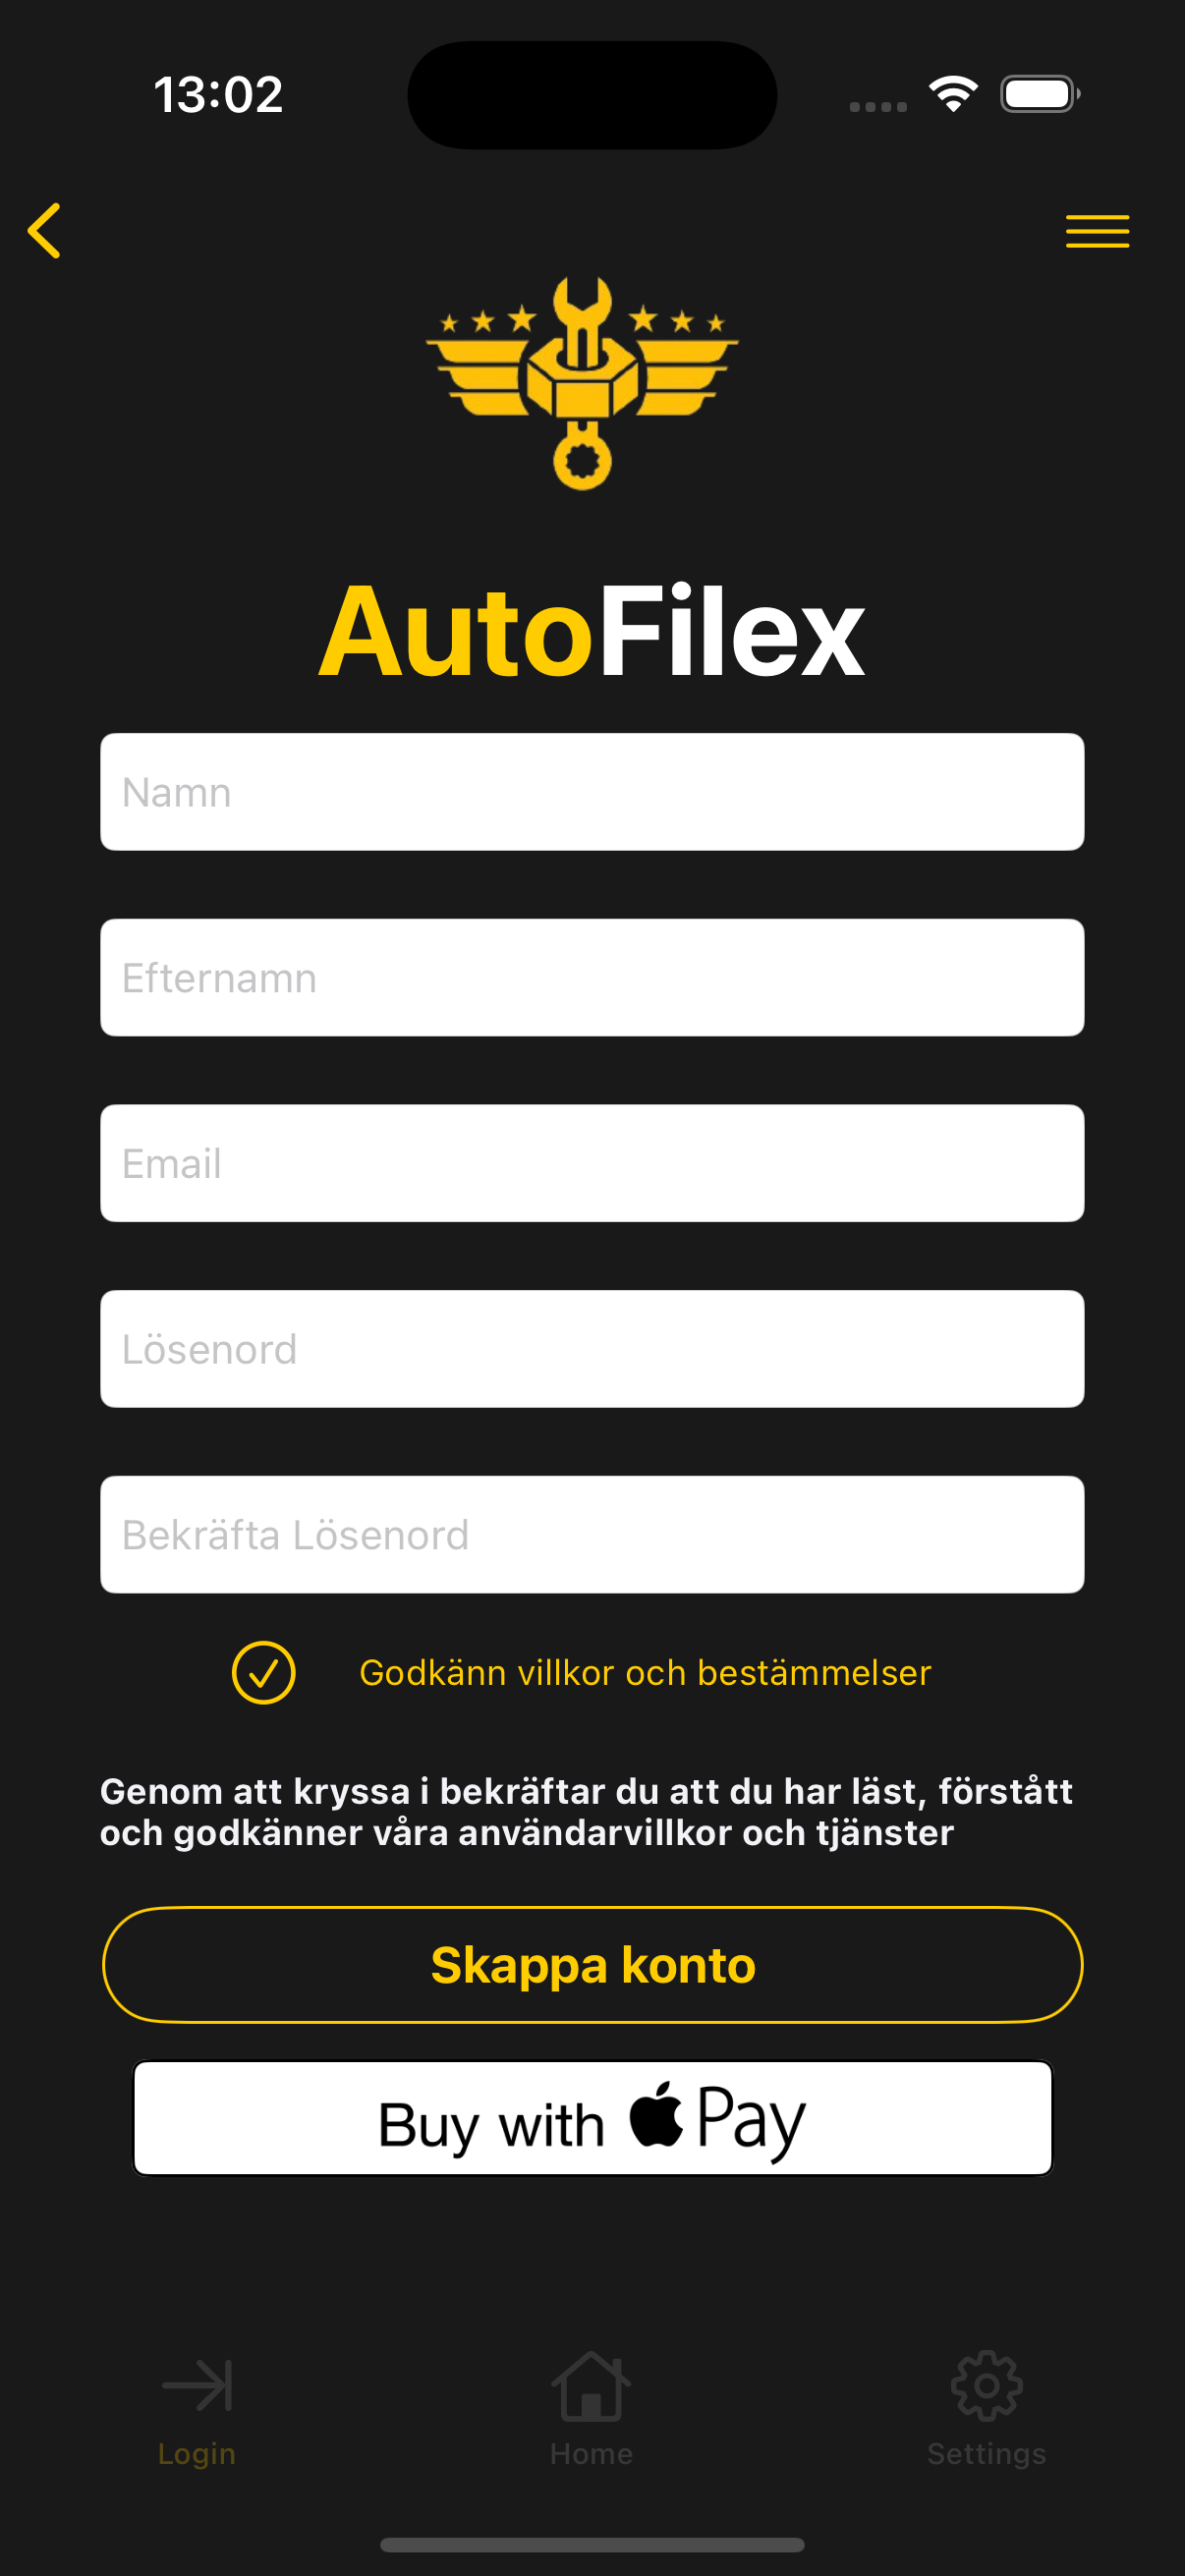 13:02
AutoFilex
Namn
Efternamn
Email
Lösenord
Bekräfta Lösenord
Godkänn villkor och bestämmelser
Genom att kryssa i bekräftar du att du har läst, förstått
och godkänner våra användarvillkor och tjänster
Skappa konto
Buy with Pay
Login
Home
Settings